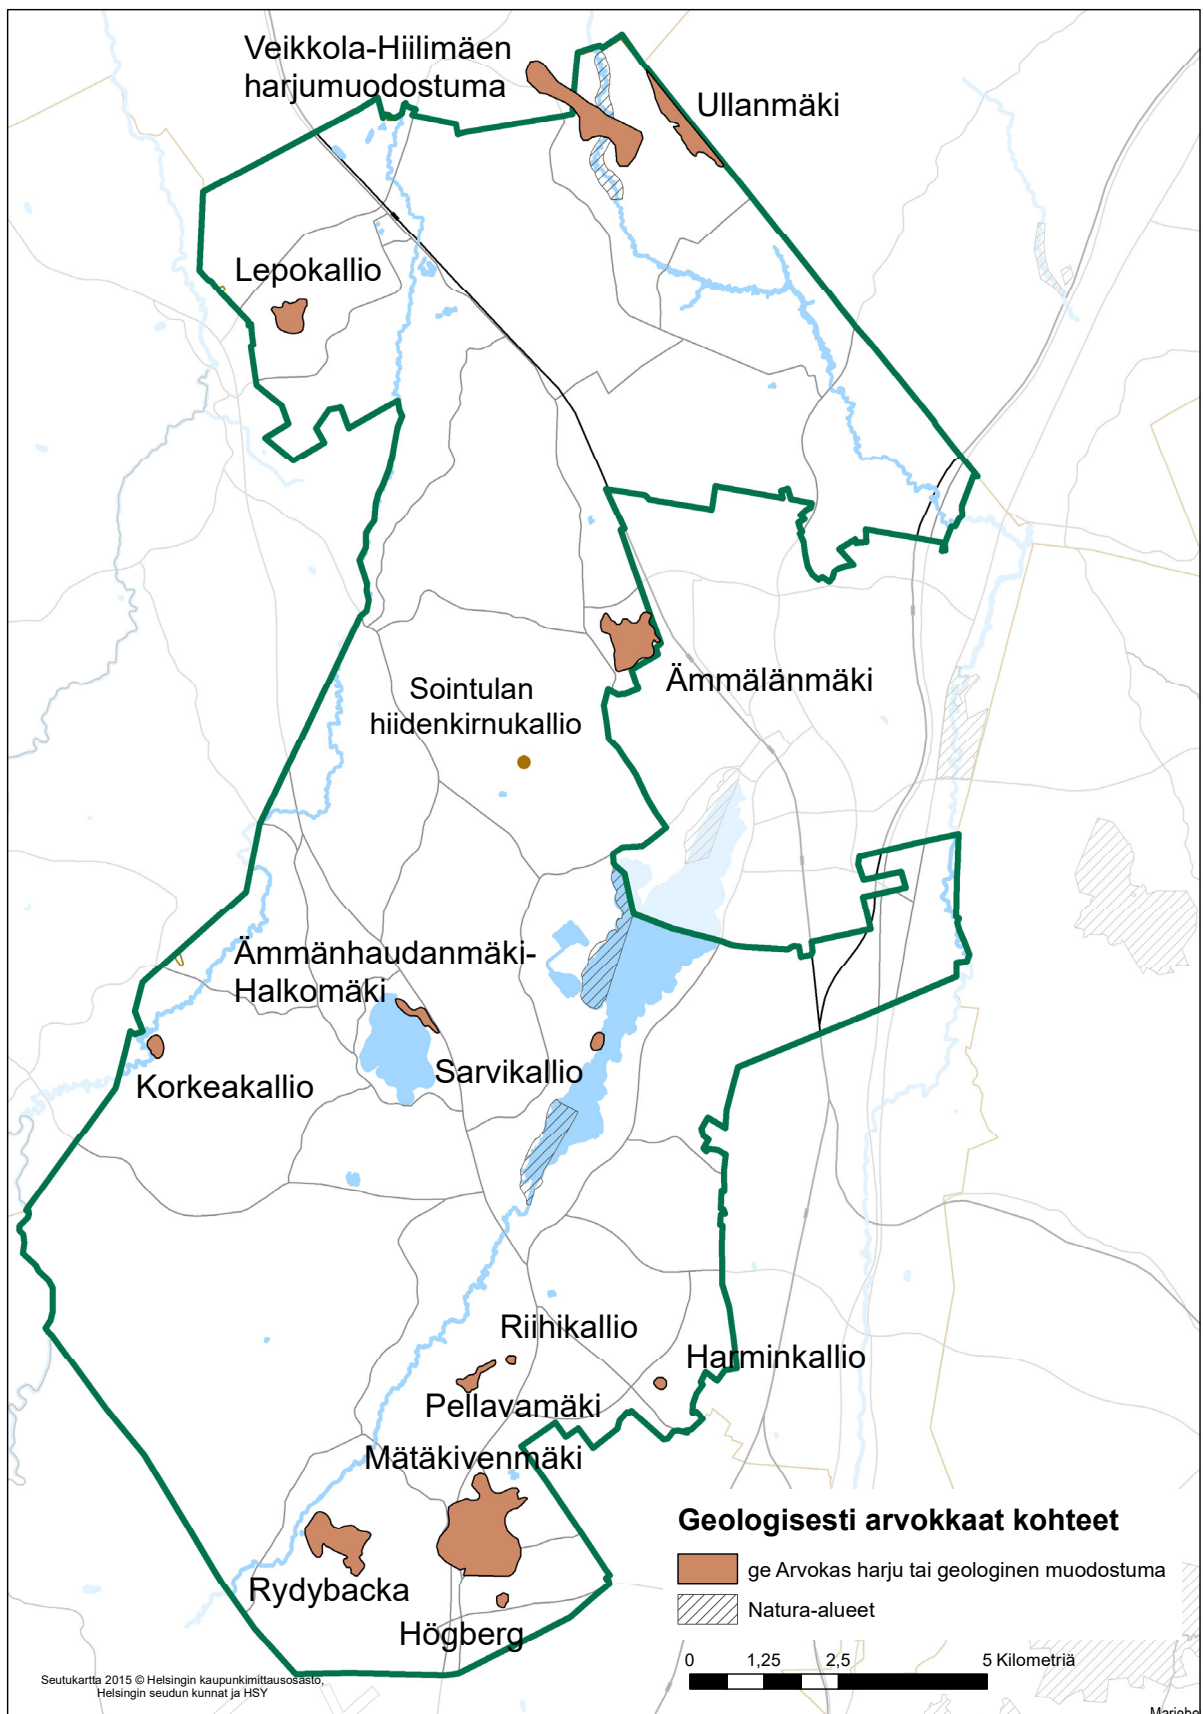 Veikkola-Hiilimäen
harjumuodostuma
Ullanmäki
Lepokallio
Ämmälänmäki
Sointulan
hiidenkirnukallio
Ämmänhaudanmäki-
Halkomäki
Sarvikallio
Korkeakallio
Riihikallio
Harminkallio
Pellavamäki
Mätäkivenmäki
Rydybacka
Högberg
Geologisesti arvokkaat kohteet
ge Arvokas harju tai geologinen muodostuma
Natura-alueet
0 1,25 2,5 5 Kilometriä
Seutukartta 2015 © Helsingin kaupunkimittausosasto,
Helsingin seudun kunnat ja HSY